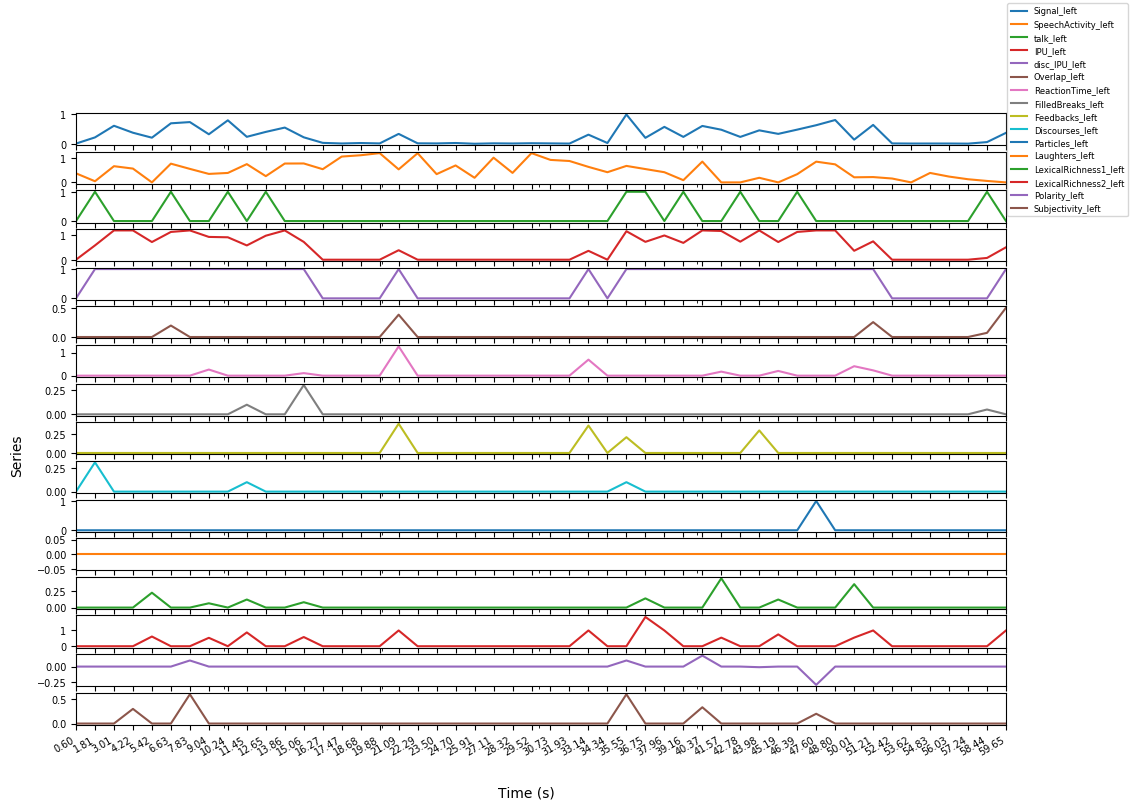 Signal_left
SpeechActivity_left
talk_left
IPU_left
disc_IPU_left
Overlap_left
ReactionTime_left
FilledBreaks_left
Feedbacks_left
Discourses_left
Particles_left
Laughters_left
LexicalRichness1_left
LexicalRichness2_left
Polarity_left
Subjectivity_left
1
0
1
0
1
0
1
0
1
0
0.5
0.0
1
0
0.25
0.00
0.25
0.00
0.25
0.00
1
0
0.05
0.00
−0.05
0.25
0.00
1
0
0.00
−0.25
0.5
0.0
Series
0.60 1.81 3.01 4.22 5.42 6.63 7.83 9.04 10.24 11.45 12.65 13.86 15.06 16.27 17.47 18.68 19.88 21.09 22.29 23.50 24.70 25.91 27.11 28.32 29.52 30.73 31.93 33.14 34.34 35.55 36.75 37.96 39.16 40.37 41.57 42.78 43.98 45.19 46.39 47.60 48.80 50.01 51.21 52.42 53.62 54.83 56.03 57.24 58.44 59.65
Time (s)